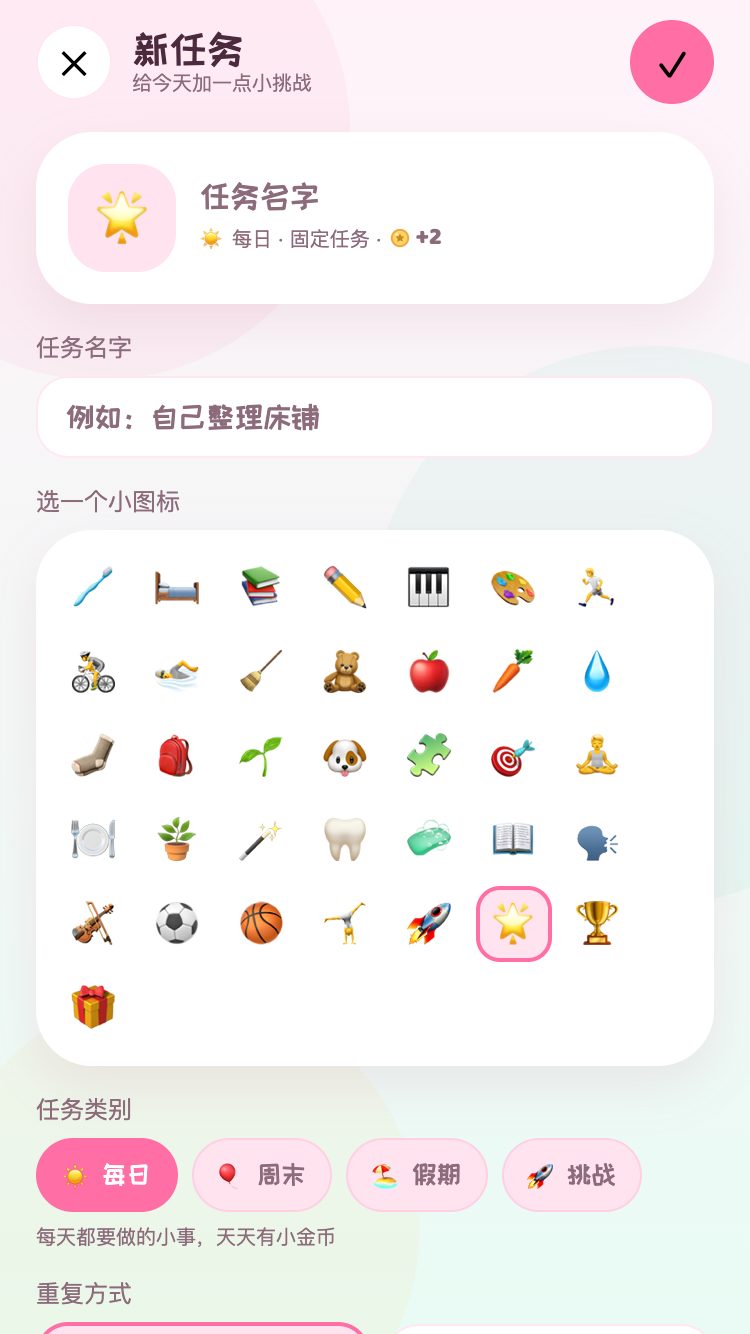 新任务
给今天加一点小挑战
任务名字
每日 · 固定任务 · +2
任务名字
例如：自己整理床铺
选一个小图标
任务类别
每日 周末 假期 挑战
每天都要做的小事，天天有小金币
重复方式